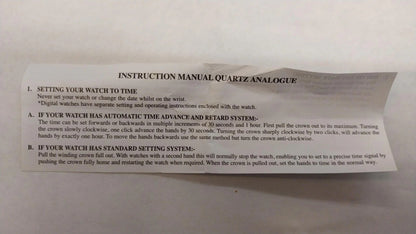 INSTRUCTION MANUAL QUARTZ ANALOGUE
1. SETTING YOUR WATCH TO TIME
Never set your watch or change the date whilst on the wrist.
*Digital watches have separate setting and operating instructions enclosed with the watch.
A. IF YOUR WATCH HAS AUTOMATIC TIME ADVANCE AND RETARD SYSTEM:-
The time can be set forwards or backwards in multiple increments of 30 seconds and 1 hour. First pull the crown out to its maximum. Turning
the crown slowly clockwise, one click advance the hands by 30 seconds. Turning the crown sharply clockwise by two clicks, will advance the
hands by exactly one hour. To move the hands backwards use the same method but turn the crown anti-clockwise.
B. IF YOUR WATCH HAS STANDARD SETTING SYSTEM:-
Pull the winding crown full out. With watches with a second hand this will normally stop the watch, enabling you to set to a precise time signal by
pushing the crown fully home and restarting the watch when required. When the crown is pulled out, set the hands to time in the normal way.